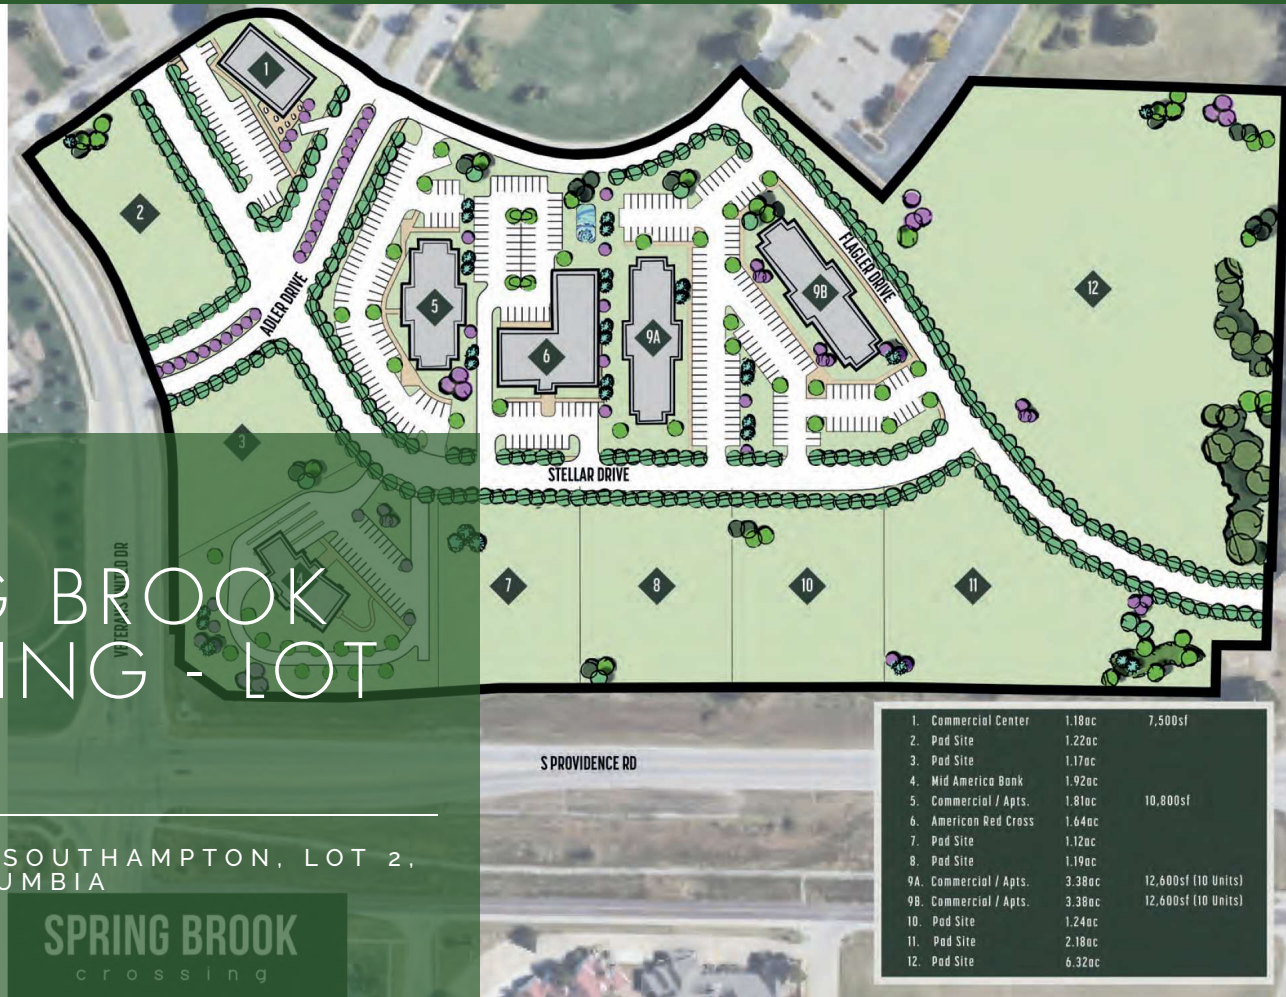 1
2
ADLER DRIVE
FLAGLER DRIVE
12
5
6
9A
9B
3
STELLAR DRIVE
4
7
8
10
11
VETERANS UNITED DR
G BROOK
ING - LOT
S PROVIDENCE RD
SOUTHAMPTON, LOT 2,
UMBIA
SPRING BROOK
crossing
1. Commercial Center 1.18ac 7,500sf
2. Pad Site 1.22ac
3. Pad Site 1.17ac
4. Mid America Bank 1.92ac
5. Commercial / Apts. 1.81ac 10,800sf
6. American Red Cross 1.64ac
7. Pad Site 1.12ac
8. Pad Site 1.19ac
9A. Commercial / Apts. 3.38ac 12,600sf (10 Units)
9B. Commercial / Apts. 3.38ac 12,600sf (10 Units)
10. Pad Site 1.24ac
11. Pad Site 2.18ac
12. Pad Site 6.32ac